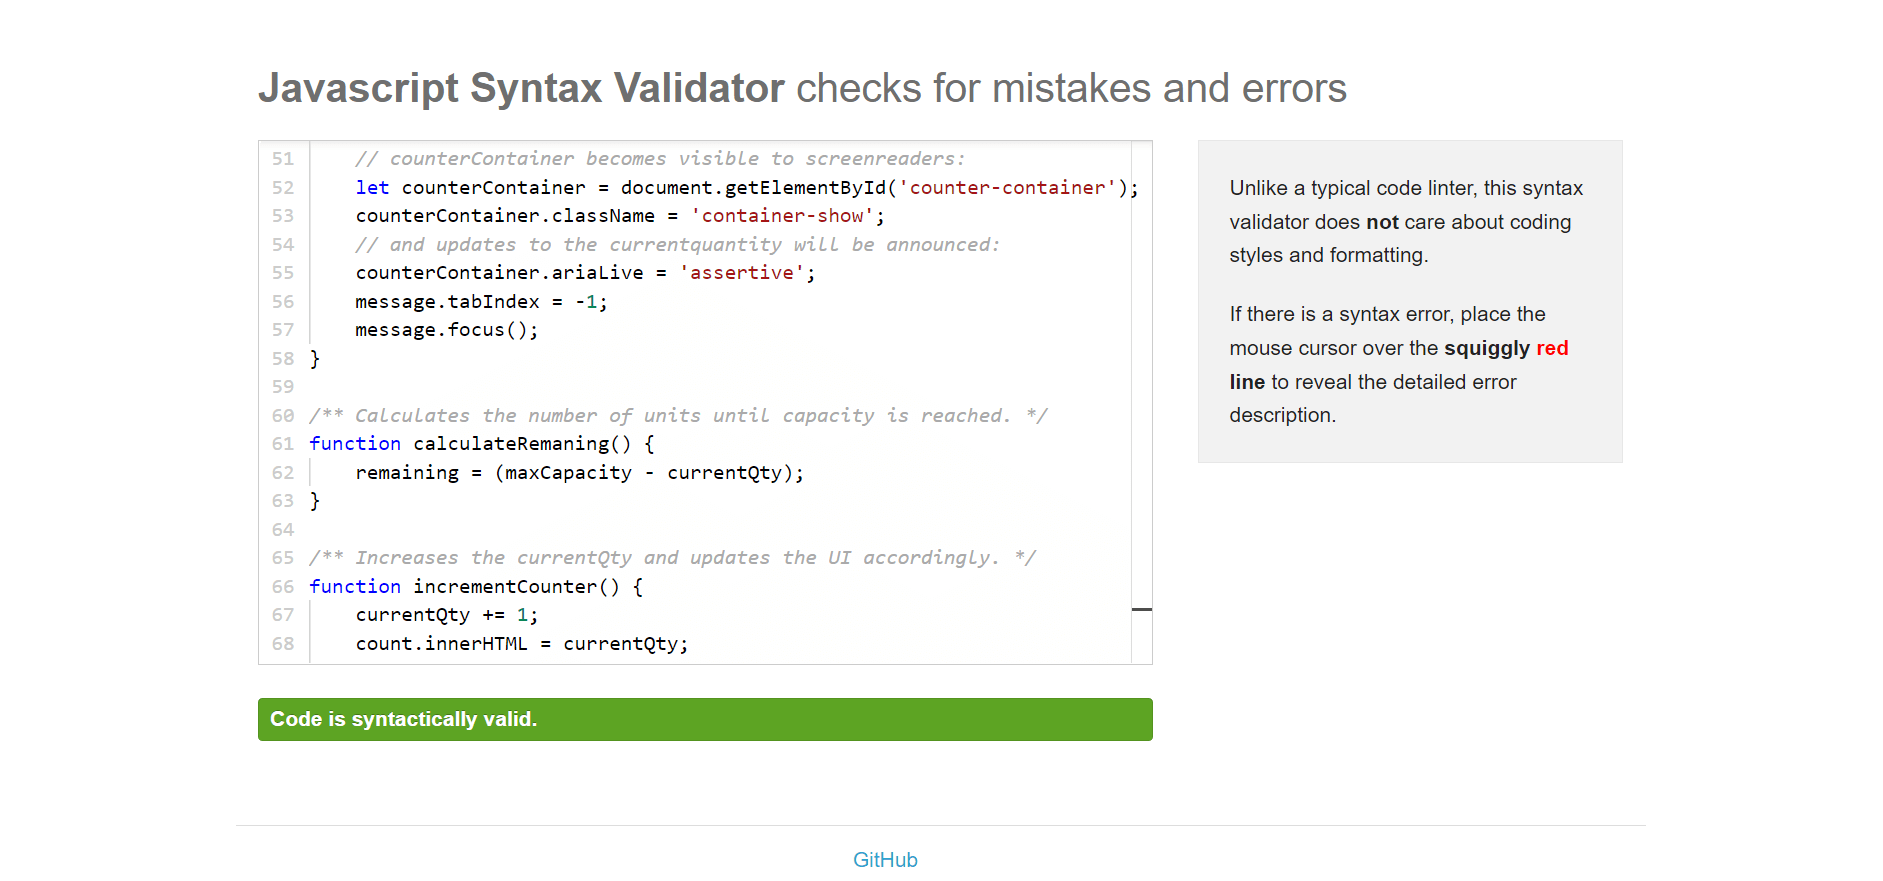 Javascript Syntax Validator checks for mistakes and errors
51 // counterContainer becomes visible to screenreaders:
52 let counterContainer = document.getElementById('counter-container');
53 counterContainer.className = 'container-show';
54 // and updates to the currentquantity will be announced:
55 counterContainer.ariaLive = 'assertive';
56 message.tabIndex = -1;
57 message.focus();
58 }
59
60 /** Calculates the number of units until capacity is reached. */
61 function calculateRemaning() {
62 remaining = (maxCapacity - currentQty);
63 }
64
65 /** Increases the currentQty and updates the UI accordingly. */
66 function incrementCounter() {
67 currentQty += 1;
68 count.innerHTML = currentQty;
Code is syntactically valid.
Unlike a typical code linter, this syntax
validator does not care about coding
styles and formatting.
If there is a syntax error, place the
mouse cursor over the squiggly red
line to reveal the detailed error
description.
GitHub